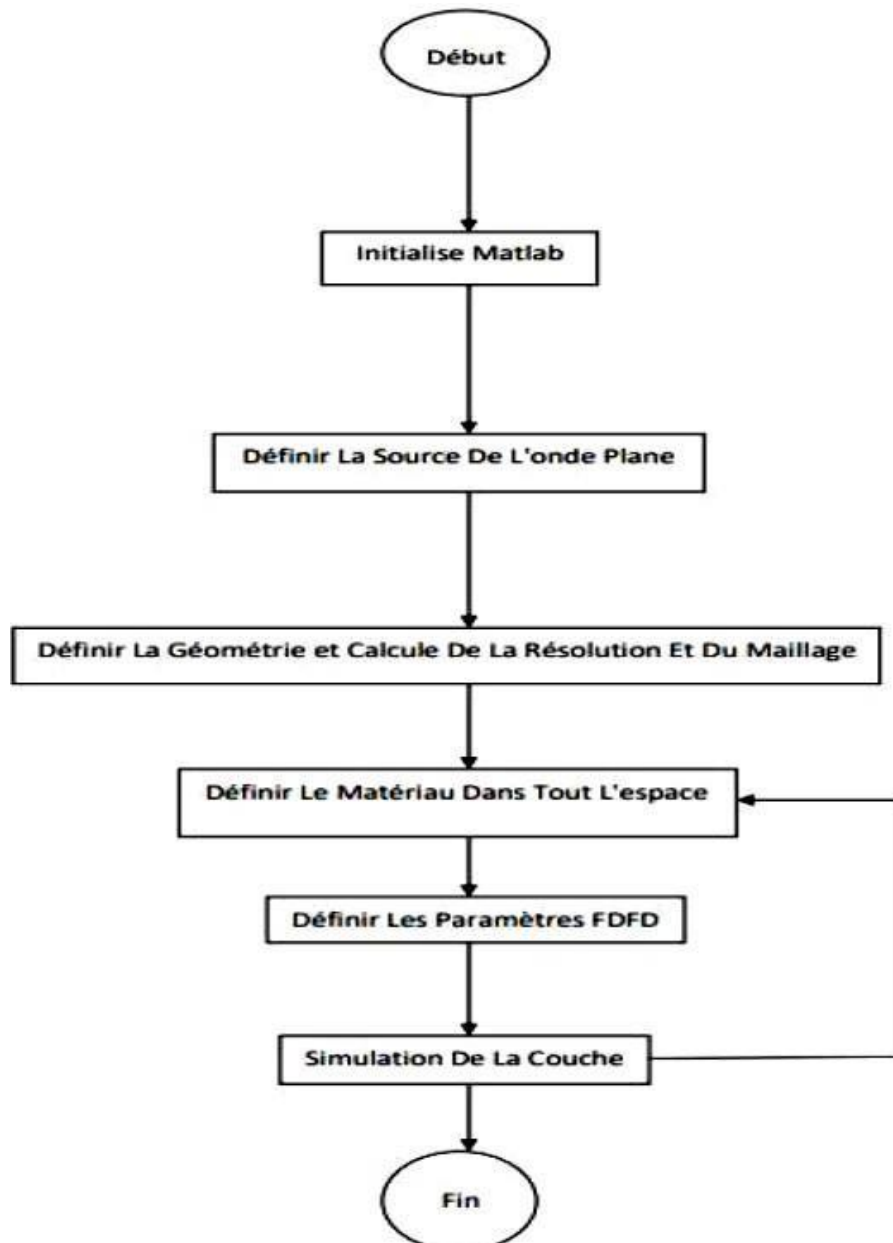 Début
Initialise Matlab
Définir La Source De L'onde Plane
Définir La Géométrie et Calcule De La Résolution Et Du Maillage
Définir Le Matériau Dans Tout L'espace
Définir Les Paramètres FDFD
Simulation De La Couche
Fin